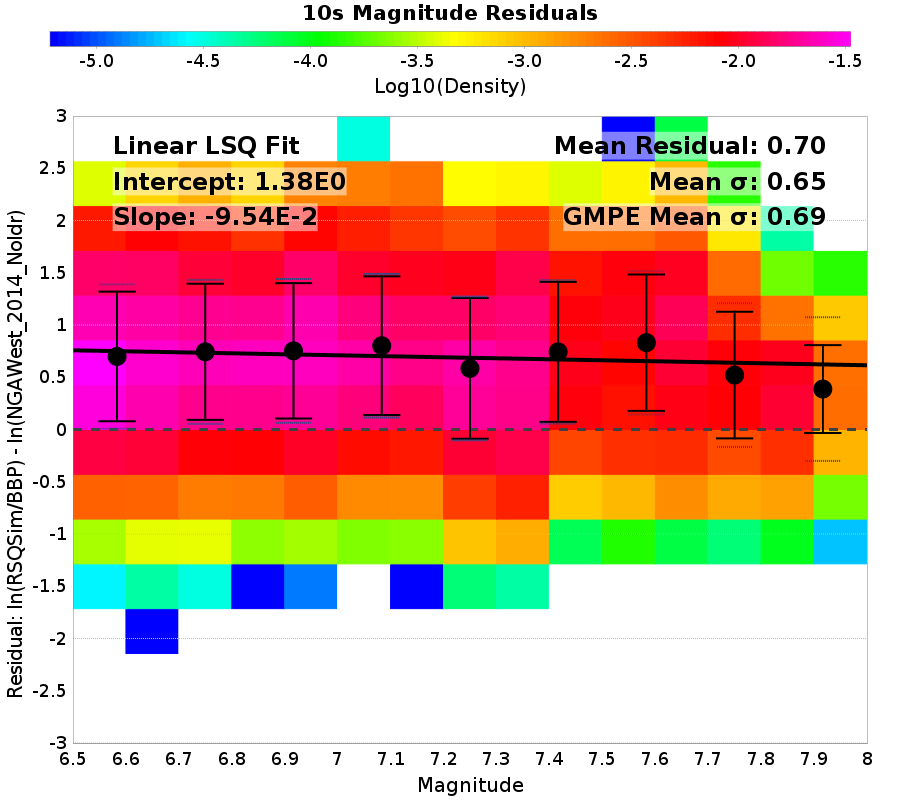 10s Magnitude Residuals
-5.0 -4.5 -4.0 -3.5 -3.0 -2.5 -2.0 -1.5
Log10(Density)
Linear LSQ Fit
Intercept: 1.38E0
Slope: -9.54E-2
Mean Residual: 0.70
Mean σ: 0.65
GMPE Mean σ: 0.69
Residual: ln(RSQSim/BBP) - ln(NGAWest_2014_NoIdr)
3
2.5
2
1.5
1
0.5
0
-0.5
-1
-1.5
-2
-2.5
-3
6.5 6.6 6.7 6.8 6.9 7 7.1 7.2 7.3 7.4 7.5 7.6 7.7 7.8 7.9 8
Magnitude